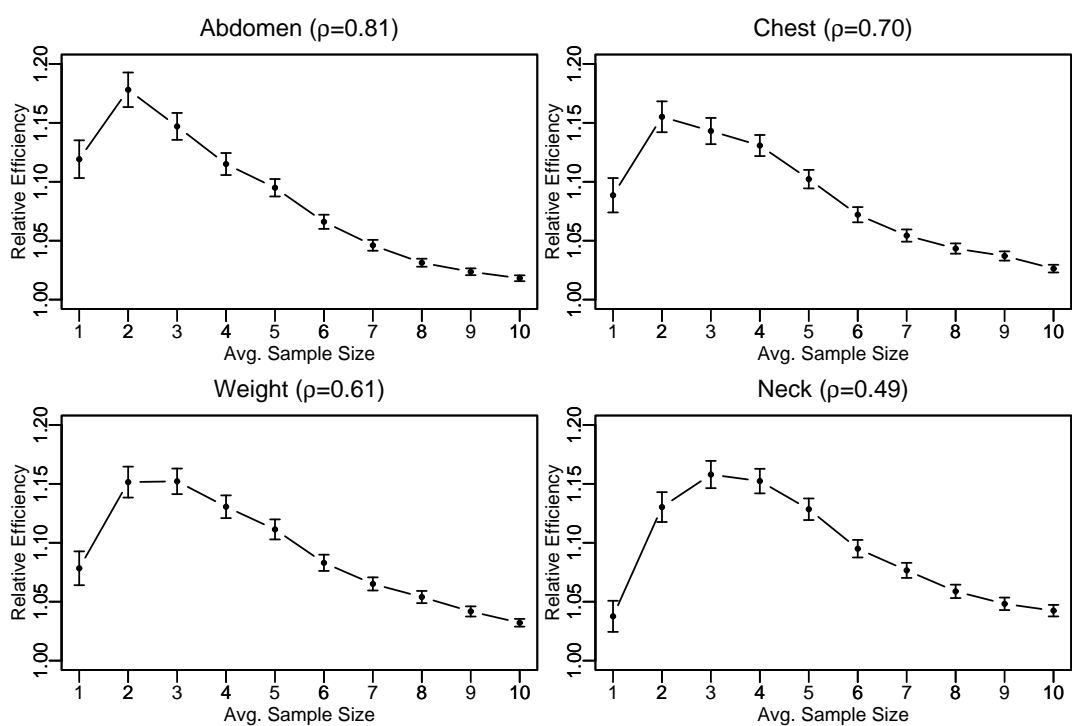 Abdomen (ρ=0.81)
Relative Efficiency
1.20
1.15
1.10
1.05
1.00
1 2 3 4 5 6 7 8 9 10
Avg. Sample Size
Chest (ρ=0.70)
Relative Efficiency
1.20
1.15
1.10
1.05
1.00
1 2 3 4 5 6 7 8 9 10
Avg. Sample Size
Weight (ρ=0.61)
Relative Efficiency
1.20
1.15
1.10
1.05
1.00
1 2 3 4 5 6 7 8 9 10
Avg. Sample Size
Neck (ρ=0.49)
Relative Efficiency
1.20
1.15
1.10
1.05
1.00
1 2 3 4 5 6 7 8 9 10
Avg. Sample Size